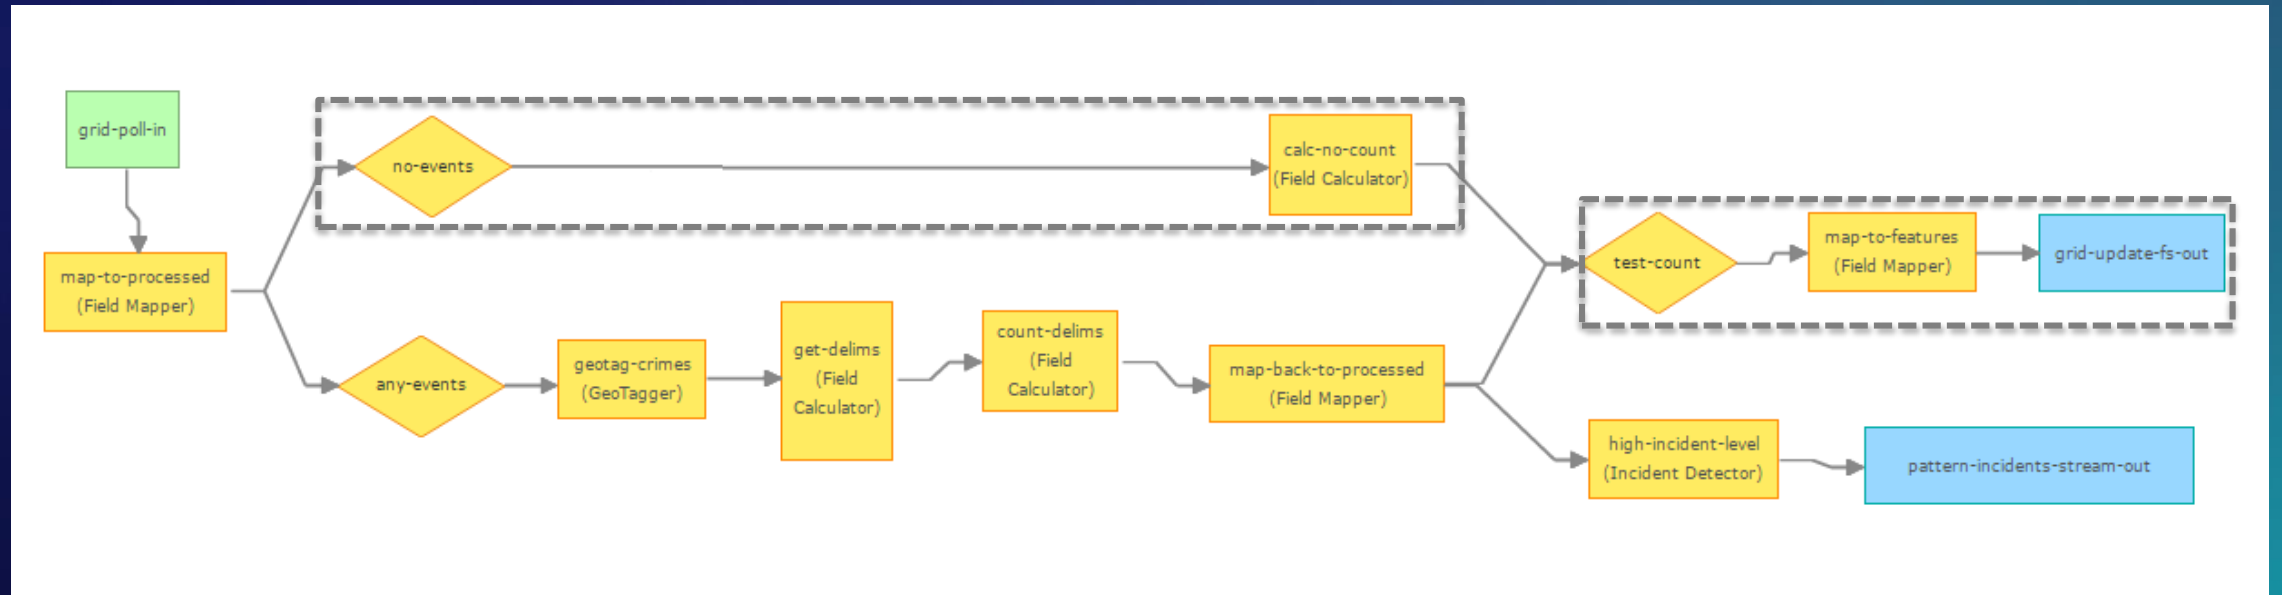 grid-poll-in
map-to-processed
(Field Mapper)
no-events
calc-no-count
(Field Calculator)
any-events
geotag-crimes
(GeoTagger)
get-delims
(Field
Calculator)
count-delims
(Field
Calculator)
map-back-to-processed
(Field Mapper)
test-count
map-to-features
(Field Mapper)
grid-update-fs-out
high-incident-level
(Incident Detector)
pattern-incidents-stream-out